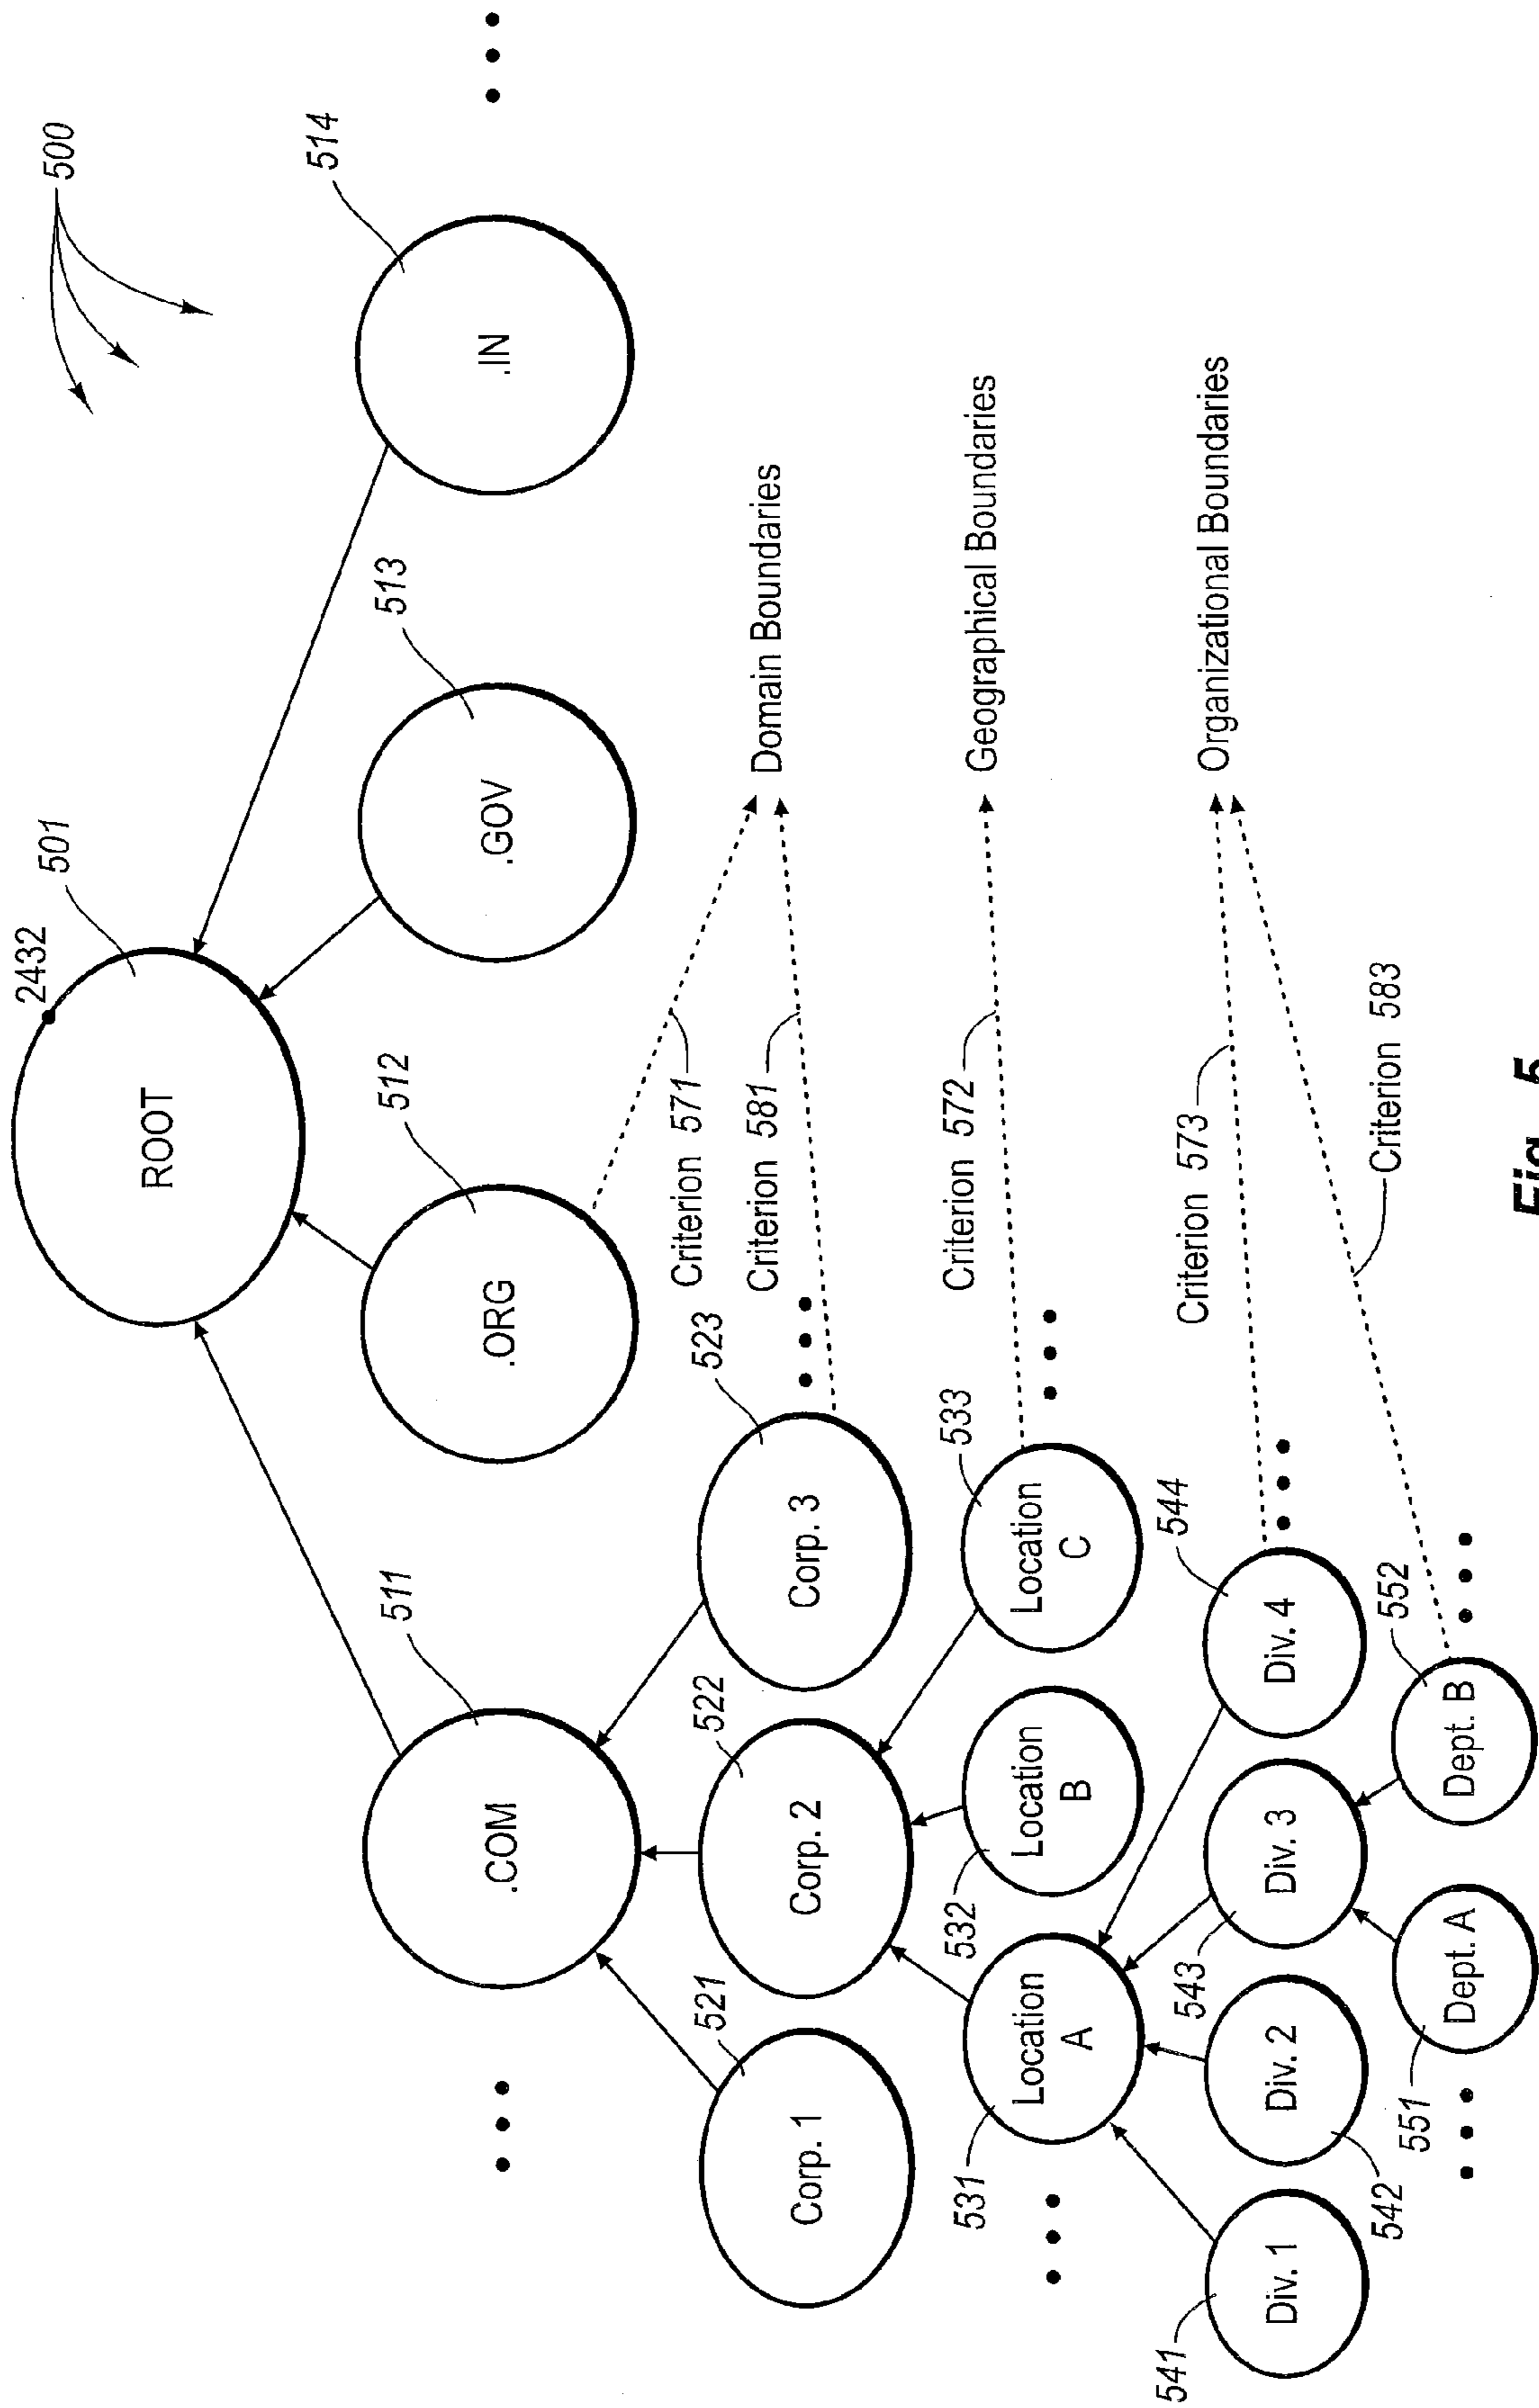 500
2432
501
ROOT
514
.IN
513
.GOV
512
.ORG
511
.COM
Domain Boundaries
Criterion 571
Criterion 581
523
Corp. 3
522
Corp. 2
521
Corp. 1
Geographical Boundaries
Criterion 572
533
Location
C
532
Location
B
531
Location
A
Organizational Boundaries
Criterion 573
Criterion 583
544
Div. 4
543
Div. 3
542
Div. 2
541
Div. 1
552
Dept. B
551
Dept. A
Fig. 5